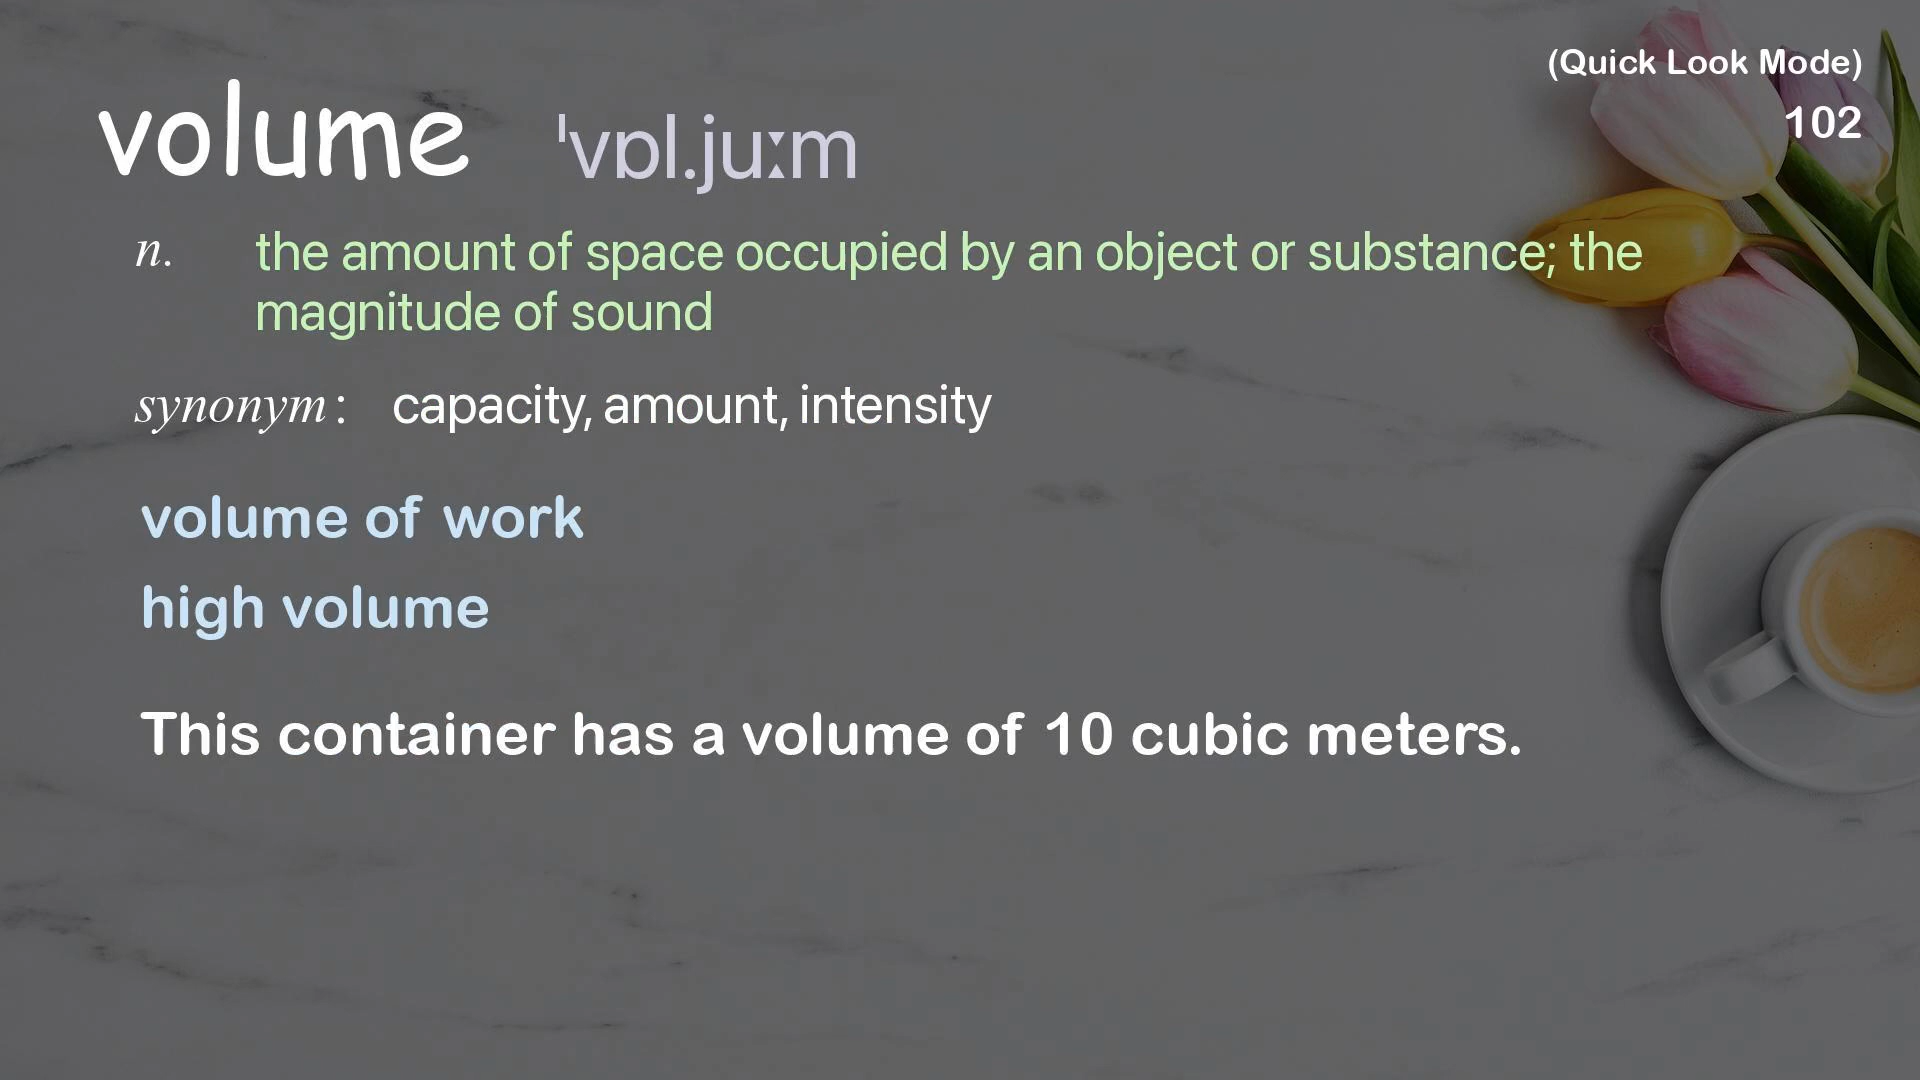 (Quick Look Mode)
102
volume ˈvɒl.juːm
n. the amount of space occupied by an object or substance; the
magnitude of sound
synonym: capacity, amount, intensity
volume of work
high volume
This container has a volume of 10 cubic meters.